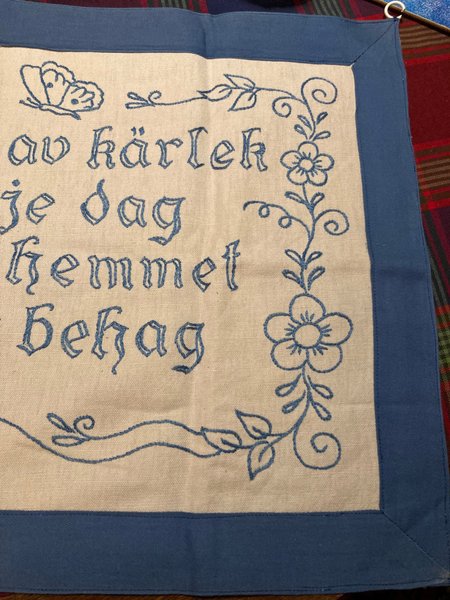 av kärlek
je dag
hemmet
behag